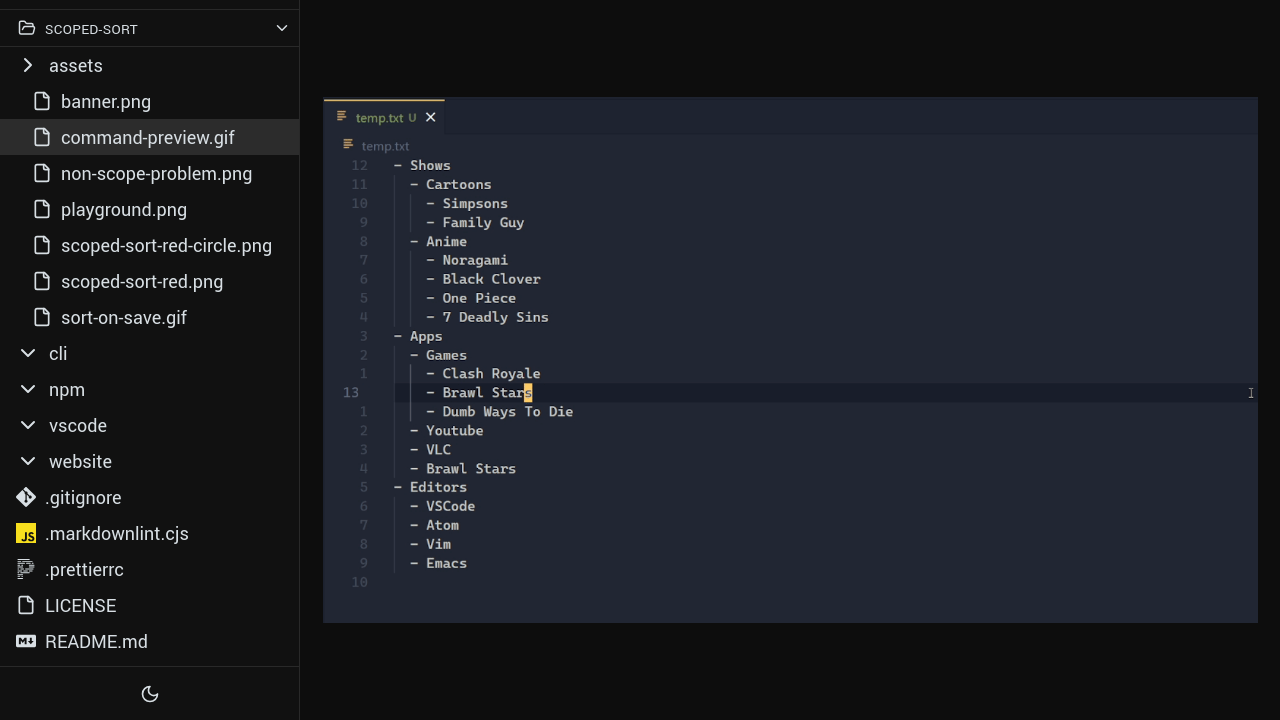 SCOPED-SORT
assets
banner.png
command-preview.gif
non-scope-problem.png
playground.png
scoped-sort-red-circle.png
scoped-sort-red.png
sort-on-save.gif
cli
npm
vscode
website
.gitignore
JS .markdownlint.cjs
.prettierrc
LICENSE
README.md
temp.txt U
temp.txt
12 - Shows
11 - Cartoons
10 - Simpsons
9 - Family Guy
8 - Anime
7 - Noragami
6 - Black Clover
5 - One Piece
4 - 7 Deadly Sins
3 - Apps
2 - Games
1 - Clash Royale
13 - Brawl Stars
1 - Dumb Ways To Die
2 - Youtube
3 - VLC
4 - Brawl Stars
5 - Editors
6 - VSCode
7 - Atom
8 - Vim
9 - Emacs
10